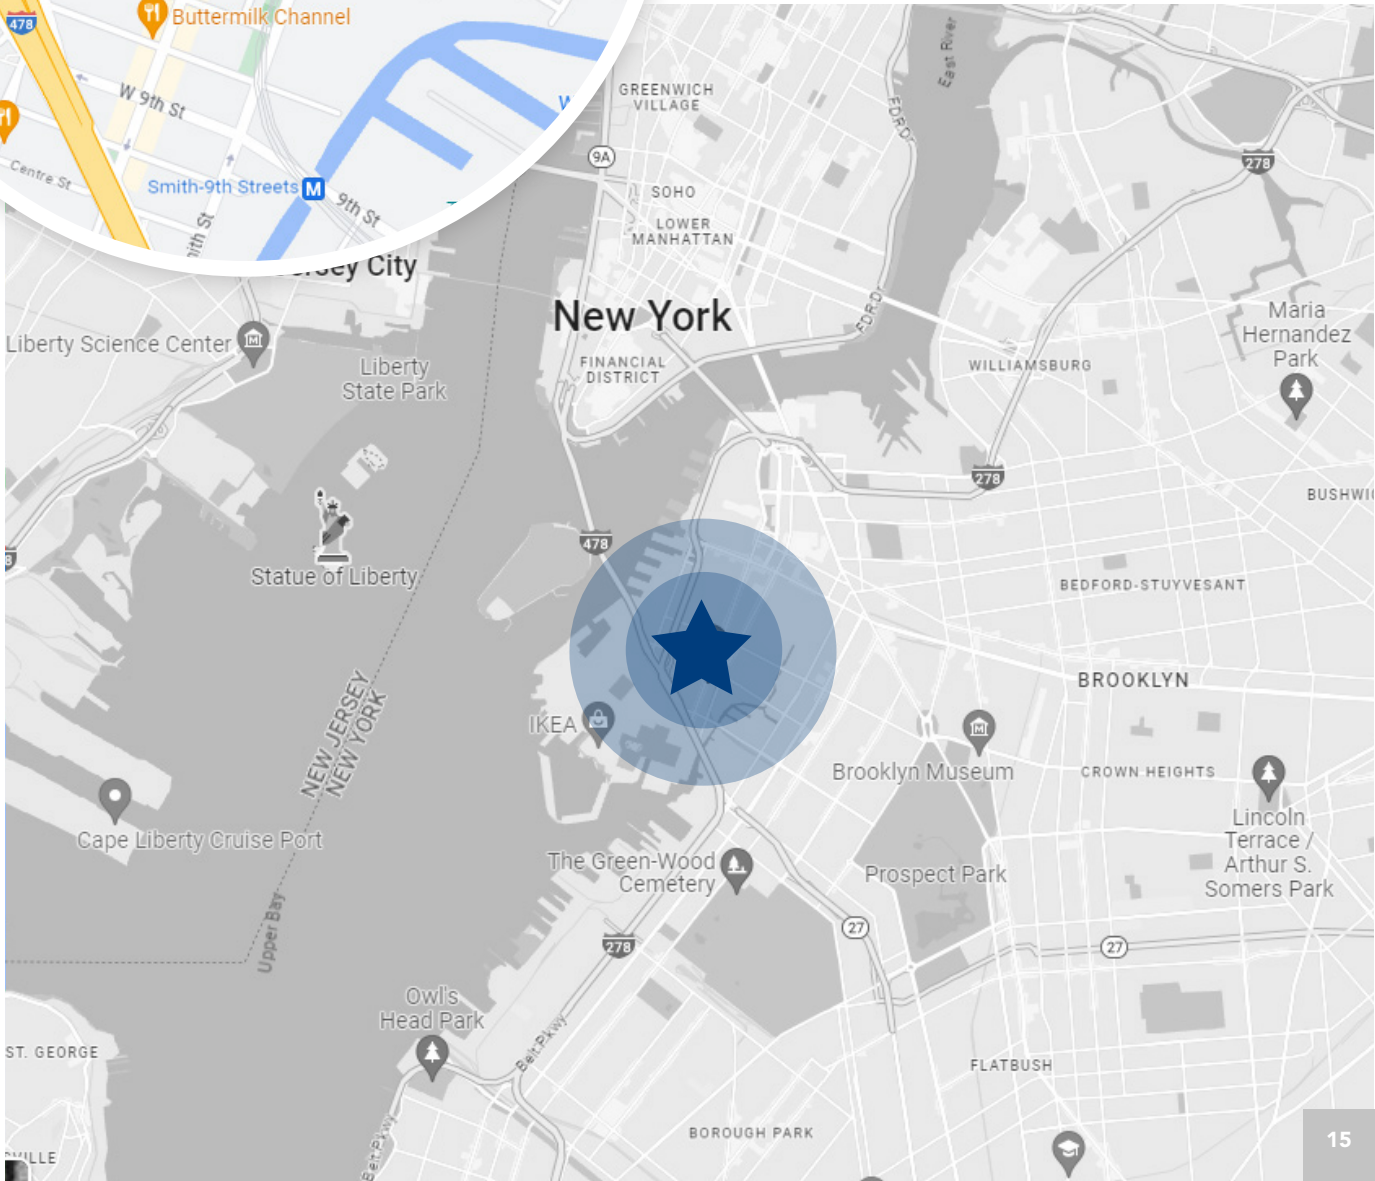 478
Buttermilk Channel
W 9th St
Centre St
Smith-9th Streets
M
9th St
GREENWICH
VILLAGE
East River
FDR Dr
9A
278
SOHO
LOWER
MANHATTAN
New York
FDR Dr
Liberty Science Center
Liberty
State Park
FINANCIAL
DISTRICT
WILLIAMSBURG
Maria
Hernandez
Park
278
478
Statue of Liberty
BEDFORD-STUYVESANT
BROOKLYN
NEW JERSEY
NEW YORK
IKEA
Brooklyn Museum
CROWN HEIGHTS
Cape Liberty Cruise Port
Lincoln
Terrace /
Arthur S.
Somers Park
The Green-Wood
Cemetery
Prospect Park
27
27
278
Upper Bay
Owl's
Head Park
Belt Pkwy
ST. GEORGE
FLATBUSH
Belt Pkwy
BOROUGH PARK
15